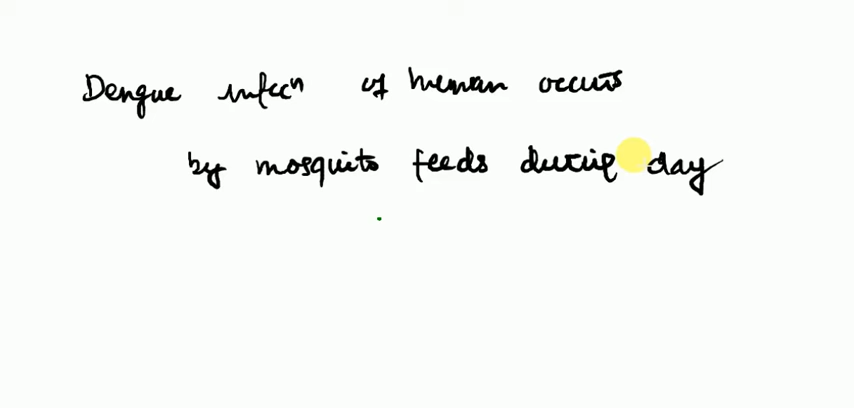 Dengue infecⁿ of human occurs
by mosquito feeds during day